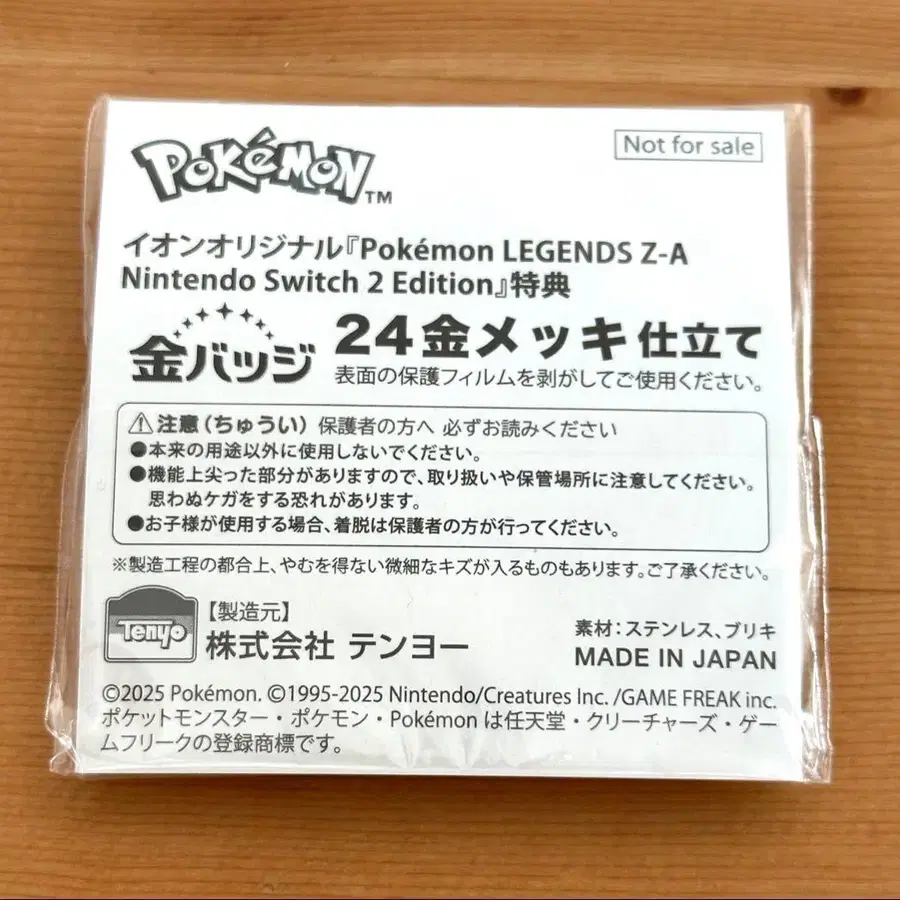 POKéMON™
Not for sale
イオンオリジナル『Pokémon LEGENDS Z-A
Nintendo Switch 2 Edition』特典
金バッジ
24金メッキ仕立て
表面の保護フィルムを剥がしてご使用ください。
⚠注意(ちゅうい) 保護者の方へ 必ずお読みください
●本来の用途以外に使用しないでください。
●機能上尖った部分がありますので、取り扱いや保管場所に注意してください。
思わぬケガをする恐れがあります。
●お子様が使用する場合、着脱は保護者の方が行ってください。
※製造工程の都合上、やむを得ない微細なキズが入るものもあります。ご了承ください。
Tenyo
【製造元】
株式会社 テンヨー
素材:ステンレス、ブリキ
MADE IN JAPAN
©2025 Pokémon. ©1995-2025 Nintendo/Creatures Inc. /GAME FREAK inc.
ポケットモンスター・ポケモン・Pokémon は任天堂・クリーチャーズ・ゲー
ムフリークの登録商標です。